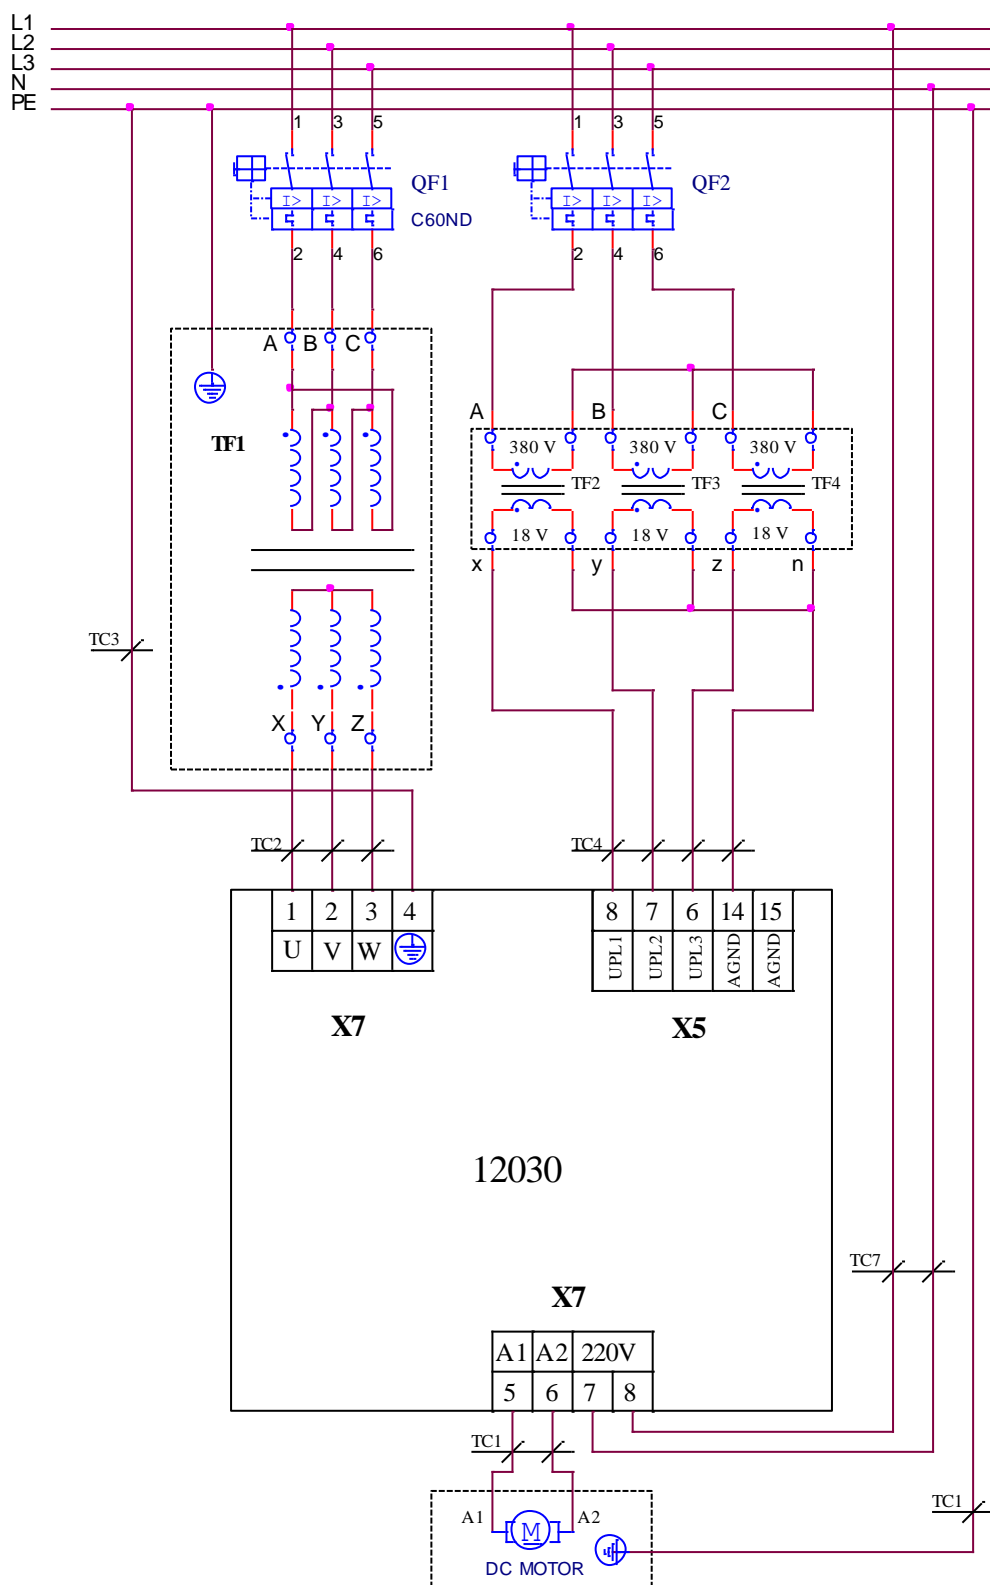 L1
L2
L3
N
PE
1 3 5
1 3 5
QF1
QF2
I> I> I>
I> I> I>
C60ND
2 4 6
2 4 6
A B C
A B C
TF1
380 V 380 V 380 V
TF2 TF3 TF4
18 V 18 V 18 V
x y z n
TC3
X Y Z
TC2
TC4
1 2 3 4
8 7 6 14 15
U V W
UPL1 UPL2 UPL3 AGND AGND
X7
X5
12030
TC7
X7
A1 A2 220V
5 6 7 8
TC1
TC1
A1 M A2
DC MOTOR